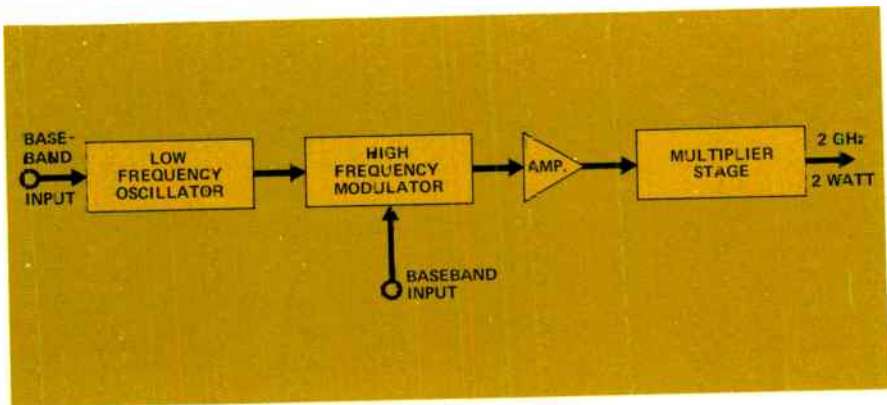 BASE-
BAND
INPUT
LOW
FREQUENCY
OSCILLATOR
HIGH
FREQUENCY
MODULATOR
BASEBAND
INPUT
AMP.
MULTIPLIER
STAGE
2 GHz
2 WATT